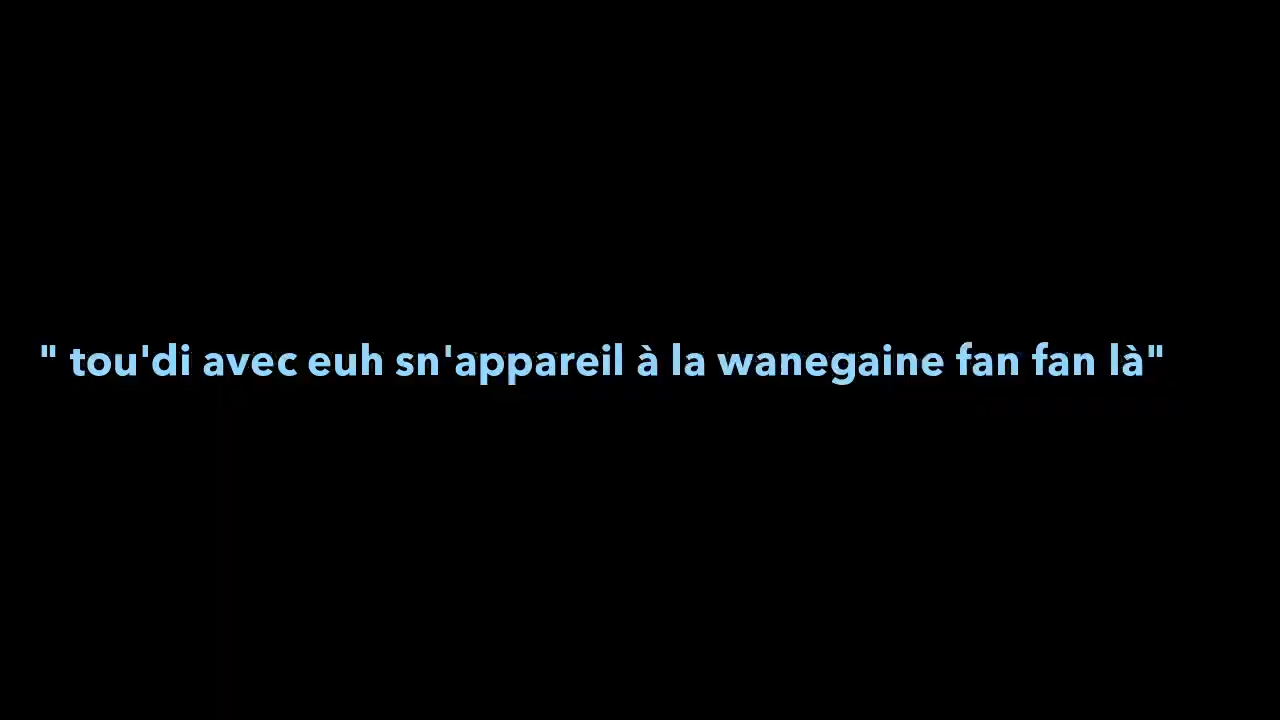 " tou'di avec euh sn'appareil à la wanegaine fan fan là"